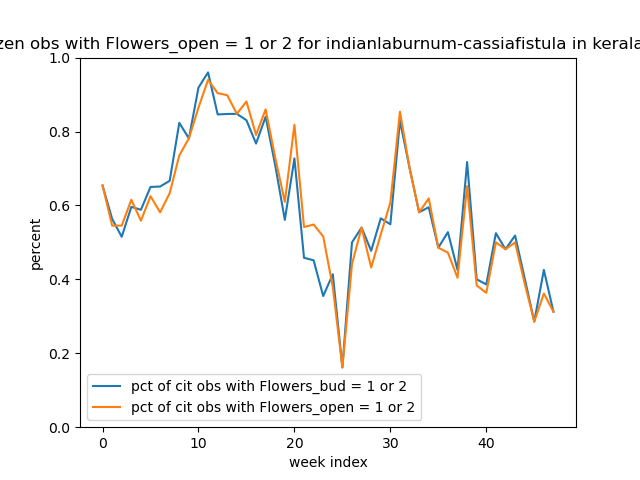 zen obs with Flowers_open = 1 or 2 for indianlaburnum-cassiafistula in kerala
1.0
0.8
0.6
0.4
0.2
0.0
percent
0 10 20 30 40
week index
pct of cit obs with Flowers_bud = 1 or 2
pct of cit obs with Flowers_open = 1 or 2